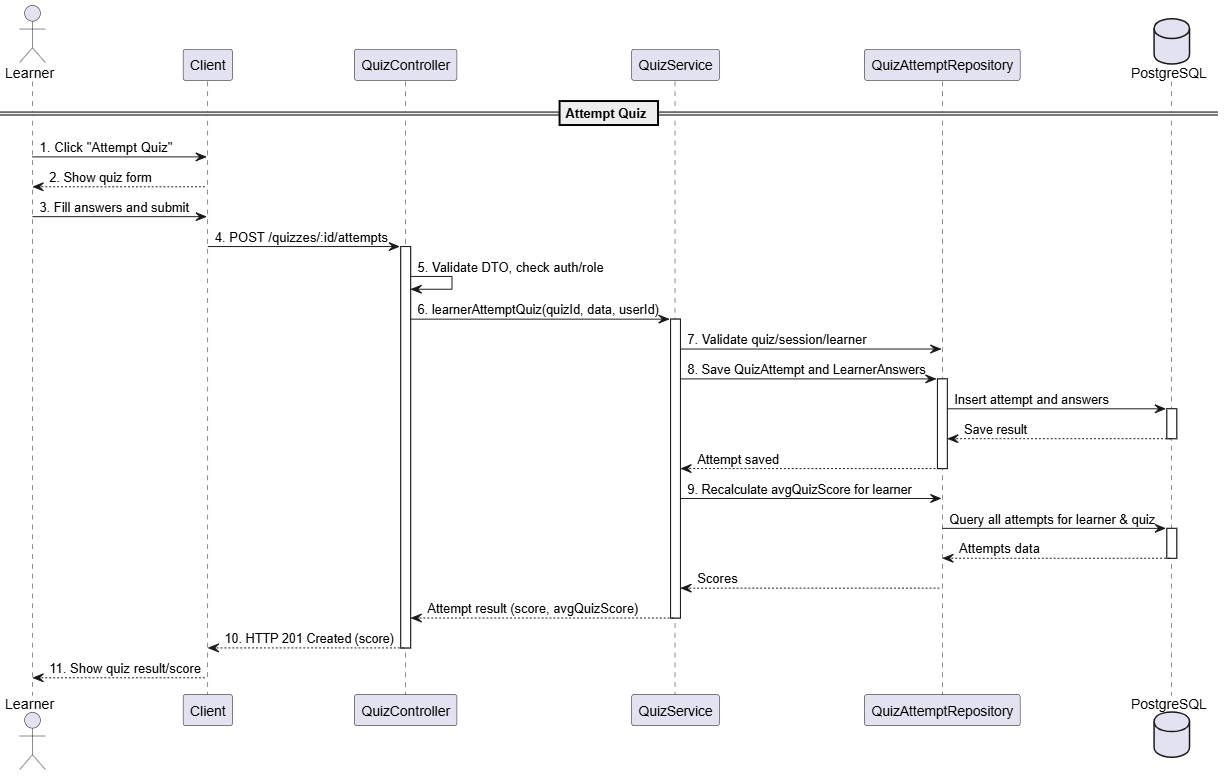 Learner
Client
QuizController
QuizService
QuizAttemptRepository
PostgreSQL
Attempt Quiz
1. Click "Attempt Quiz"
2. Show quiz form
3. Fill answers and submit
4. POST /quizzes/:id/attempts
5. Validate DTO, check auth/role
6. learnerAttemptQuiz(quizId, data, userId)
7. Validate quiz/session/learner
8. Save QuizAttempt and LearnerAnswers
Insert attempt and answers
Save result
Attempt saved
9. Recalculate avgQuizScore for learner
Query all attempts for learner & quiz
Attempts data
Scores
Attempt result (score, avgQuizScore)
10. HTTP 201 Created (score)
11. Show quiz result/score
Learner
Client
QuizController
QuizService
QuizAttemptRepository
PostgreSQL